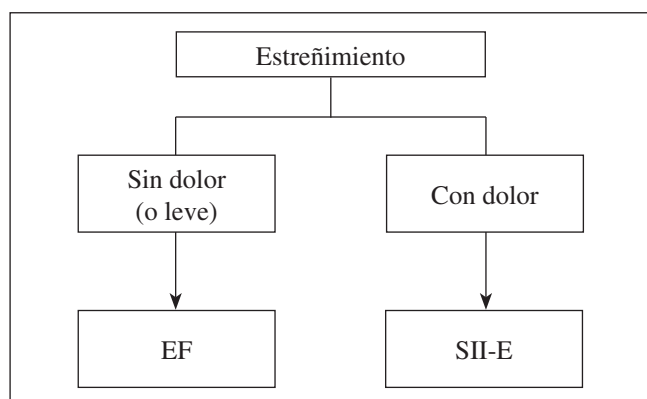 Estreñimiento
Sin dolor
(o leve)
Con dolor
EF
SII-E